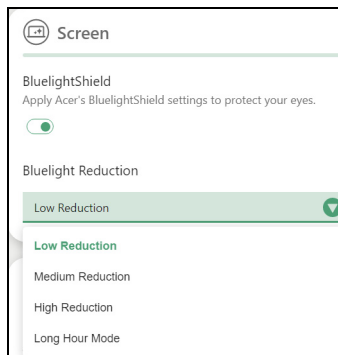 Screen
BluelightShield
Apply Acer's BluelightShield settings to protect your eyes.
Bluelight Reduction
Low Reduction
Low Reduction
Medium Reduction
High Reduction
Long Hour Mode